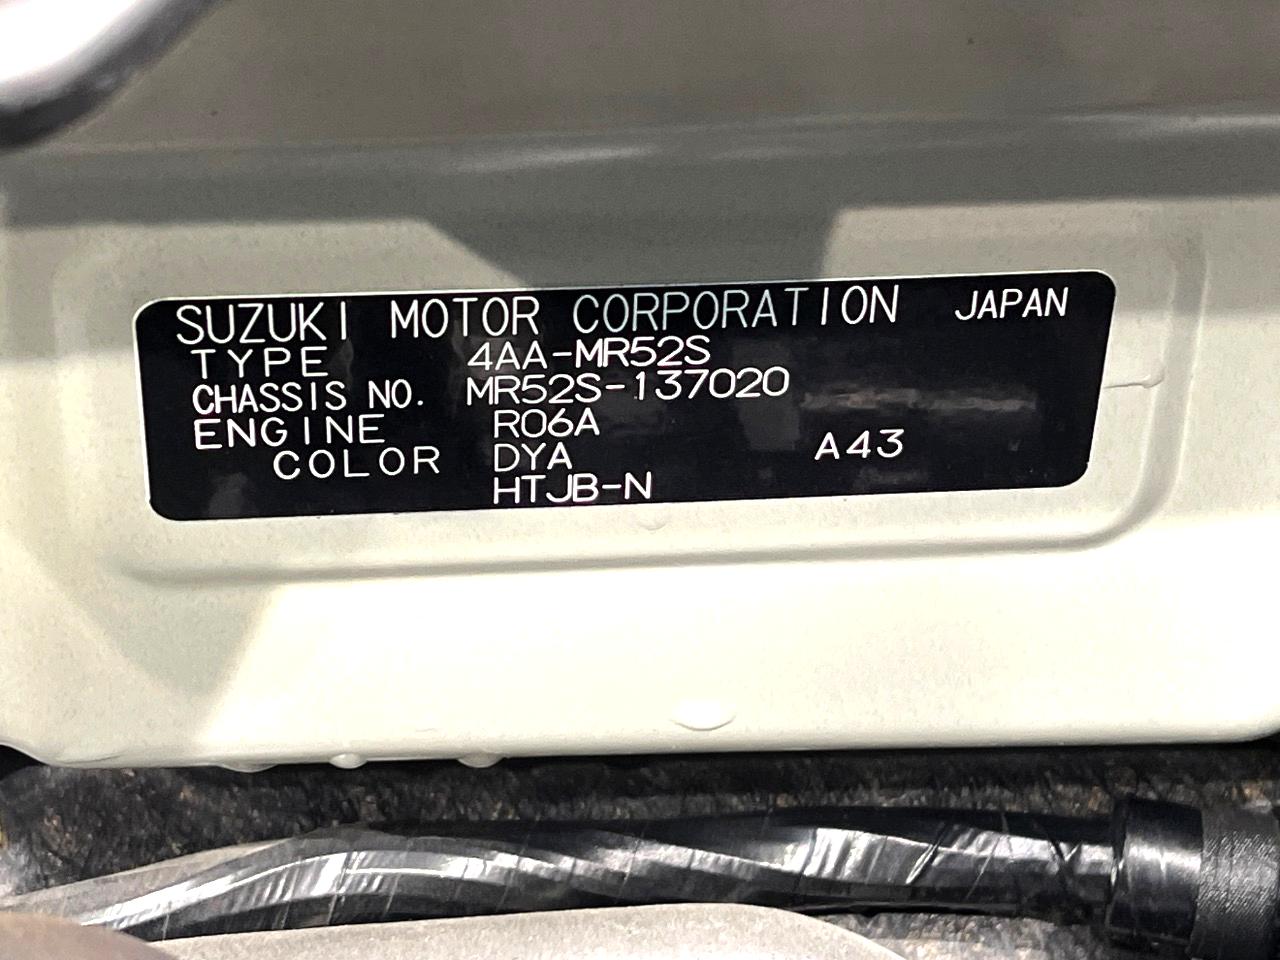 SUZUKI MOTOR CORPORATION JAPAN
TYPE 4AA-MR52S
CHASSIS NO. MR52S-137020
ENGINE R06A
COLOR DYA A43
HTJB-N